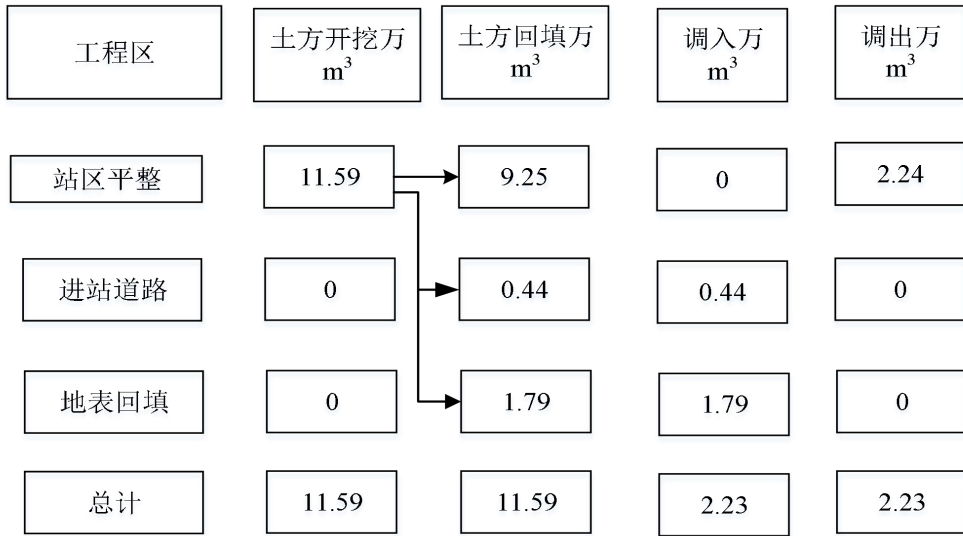 工程区
土方开挖万
m³
土方回填万
m³
调入万
m³
调出万
m³
站区平整
11.59
9.25
0
2.24
进站道路
0
0.44
0.44
0
地表回填
0
1.79
1.79
0
总计
11.59
11.59
2.23
2.23